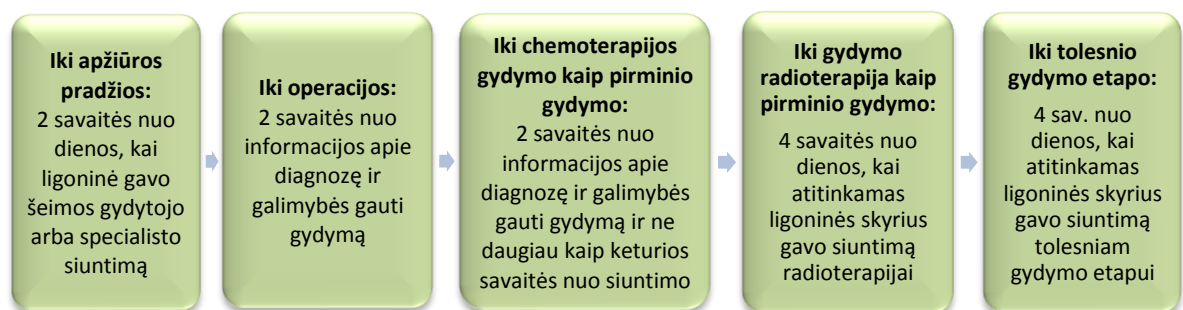 Iki apžiūros
pradžios:
2 savaitės nuo
dienos, kai
ligoninė gavo
šeimos gydytojo
arba specialisto
siuntimą
Iki operacijos:
2 savaitės nuo
informacijos apie
diagnozę ir
galimybės gauti
gydymą
Iki chemoterapijos
gydymo kaip pirminio
gydymo:
2 savaitės nuo
informacijos apie
diagnozę ir galimybės
gauti gydymą ir ne
daugiau kaip keturios
savaitės nuo siuntimo
Iki gydymo
radioterapija kaip
pirminio gydymo:
4 savaitės nuo
dienos, kai
atitinkamas
ligoninės skyrius
gavo siuntimą
radioterapijai
Iki tolesnio
gydymo etapo:
4 sav. nuo
dienos, kai
atitinkamas
ligoninės skyrius
gavo siuntimą
tolesniam
gydymo etapui